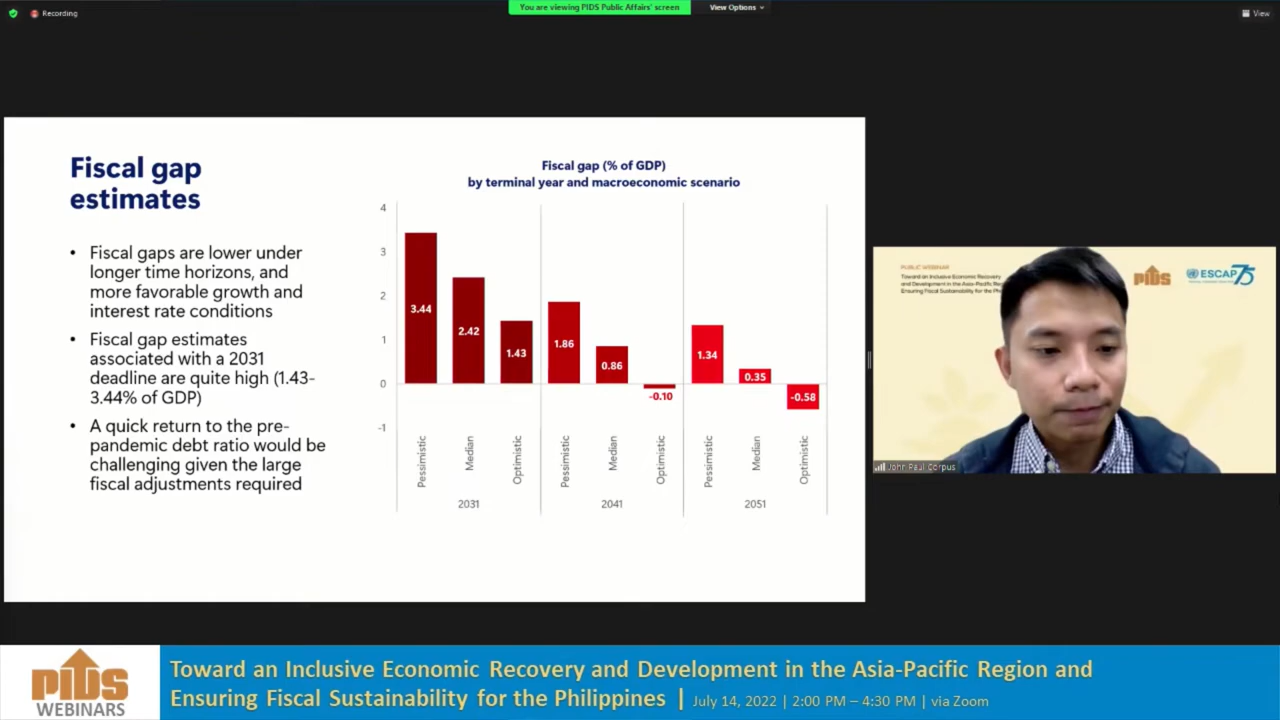 Recording
You are viewing PIDS Public Affairs' screen
View Options
View
Fiscal gap
estimates
• Fiscal gaps are lower under
longer time horizons, and
more favorable growth and
interest rate conditions
• Fiscal gap estimates
associated with a 2031
deadline are quite high (1.43-
3.44% of GDP)
• A quick return to the pre-
pandemic debt ratio would be
challenging given the large
fiscal adjustments required
Fiscal gap (% of GDP)
by terminal year and macroeconomic scenario
4
3
2
1
0
-1
3.44
2.42
1.43
1.86
0.86
-0.10
1.34
0.35
-0.58
Pessimistic
Median
Optimistic
Pessimistic
Median
Optimistic
Pessimistic
Median
Optimistic
2031
2041
2051
PUBLIC WEBINAR
Toward an Inclusive Economic Recovery
and Development in the Asia-Pacific
Ensuring Fiscal Sustainability for the
PIDS
ESCAP 75
John Paul Corpus
PIDS
WEBINARS
Toward an Inclusive Economic Recovery and Development in the Asia-Pacific Region and
Ensuring Fiscal Sustainability for the Philippines | July 14, 2022 | 2:00 PM – 4:30 PM | via Zoom